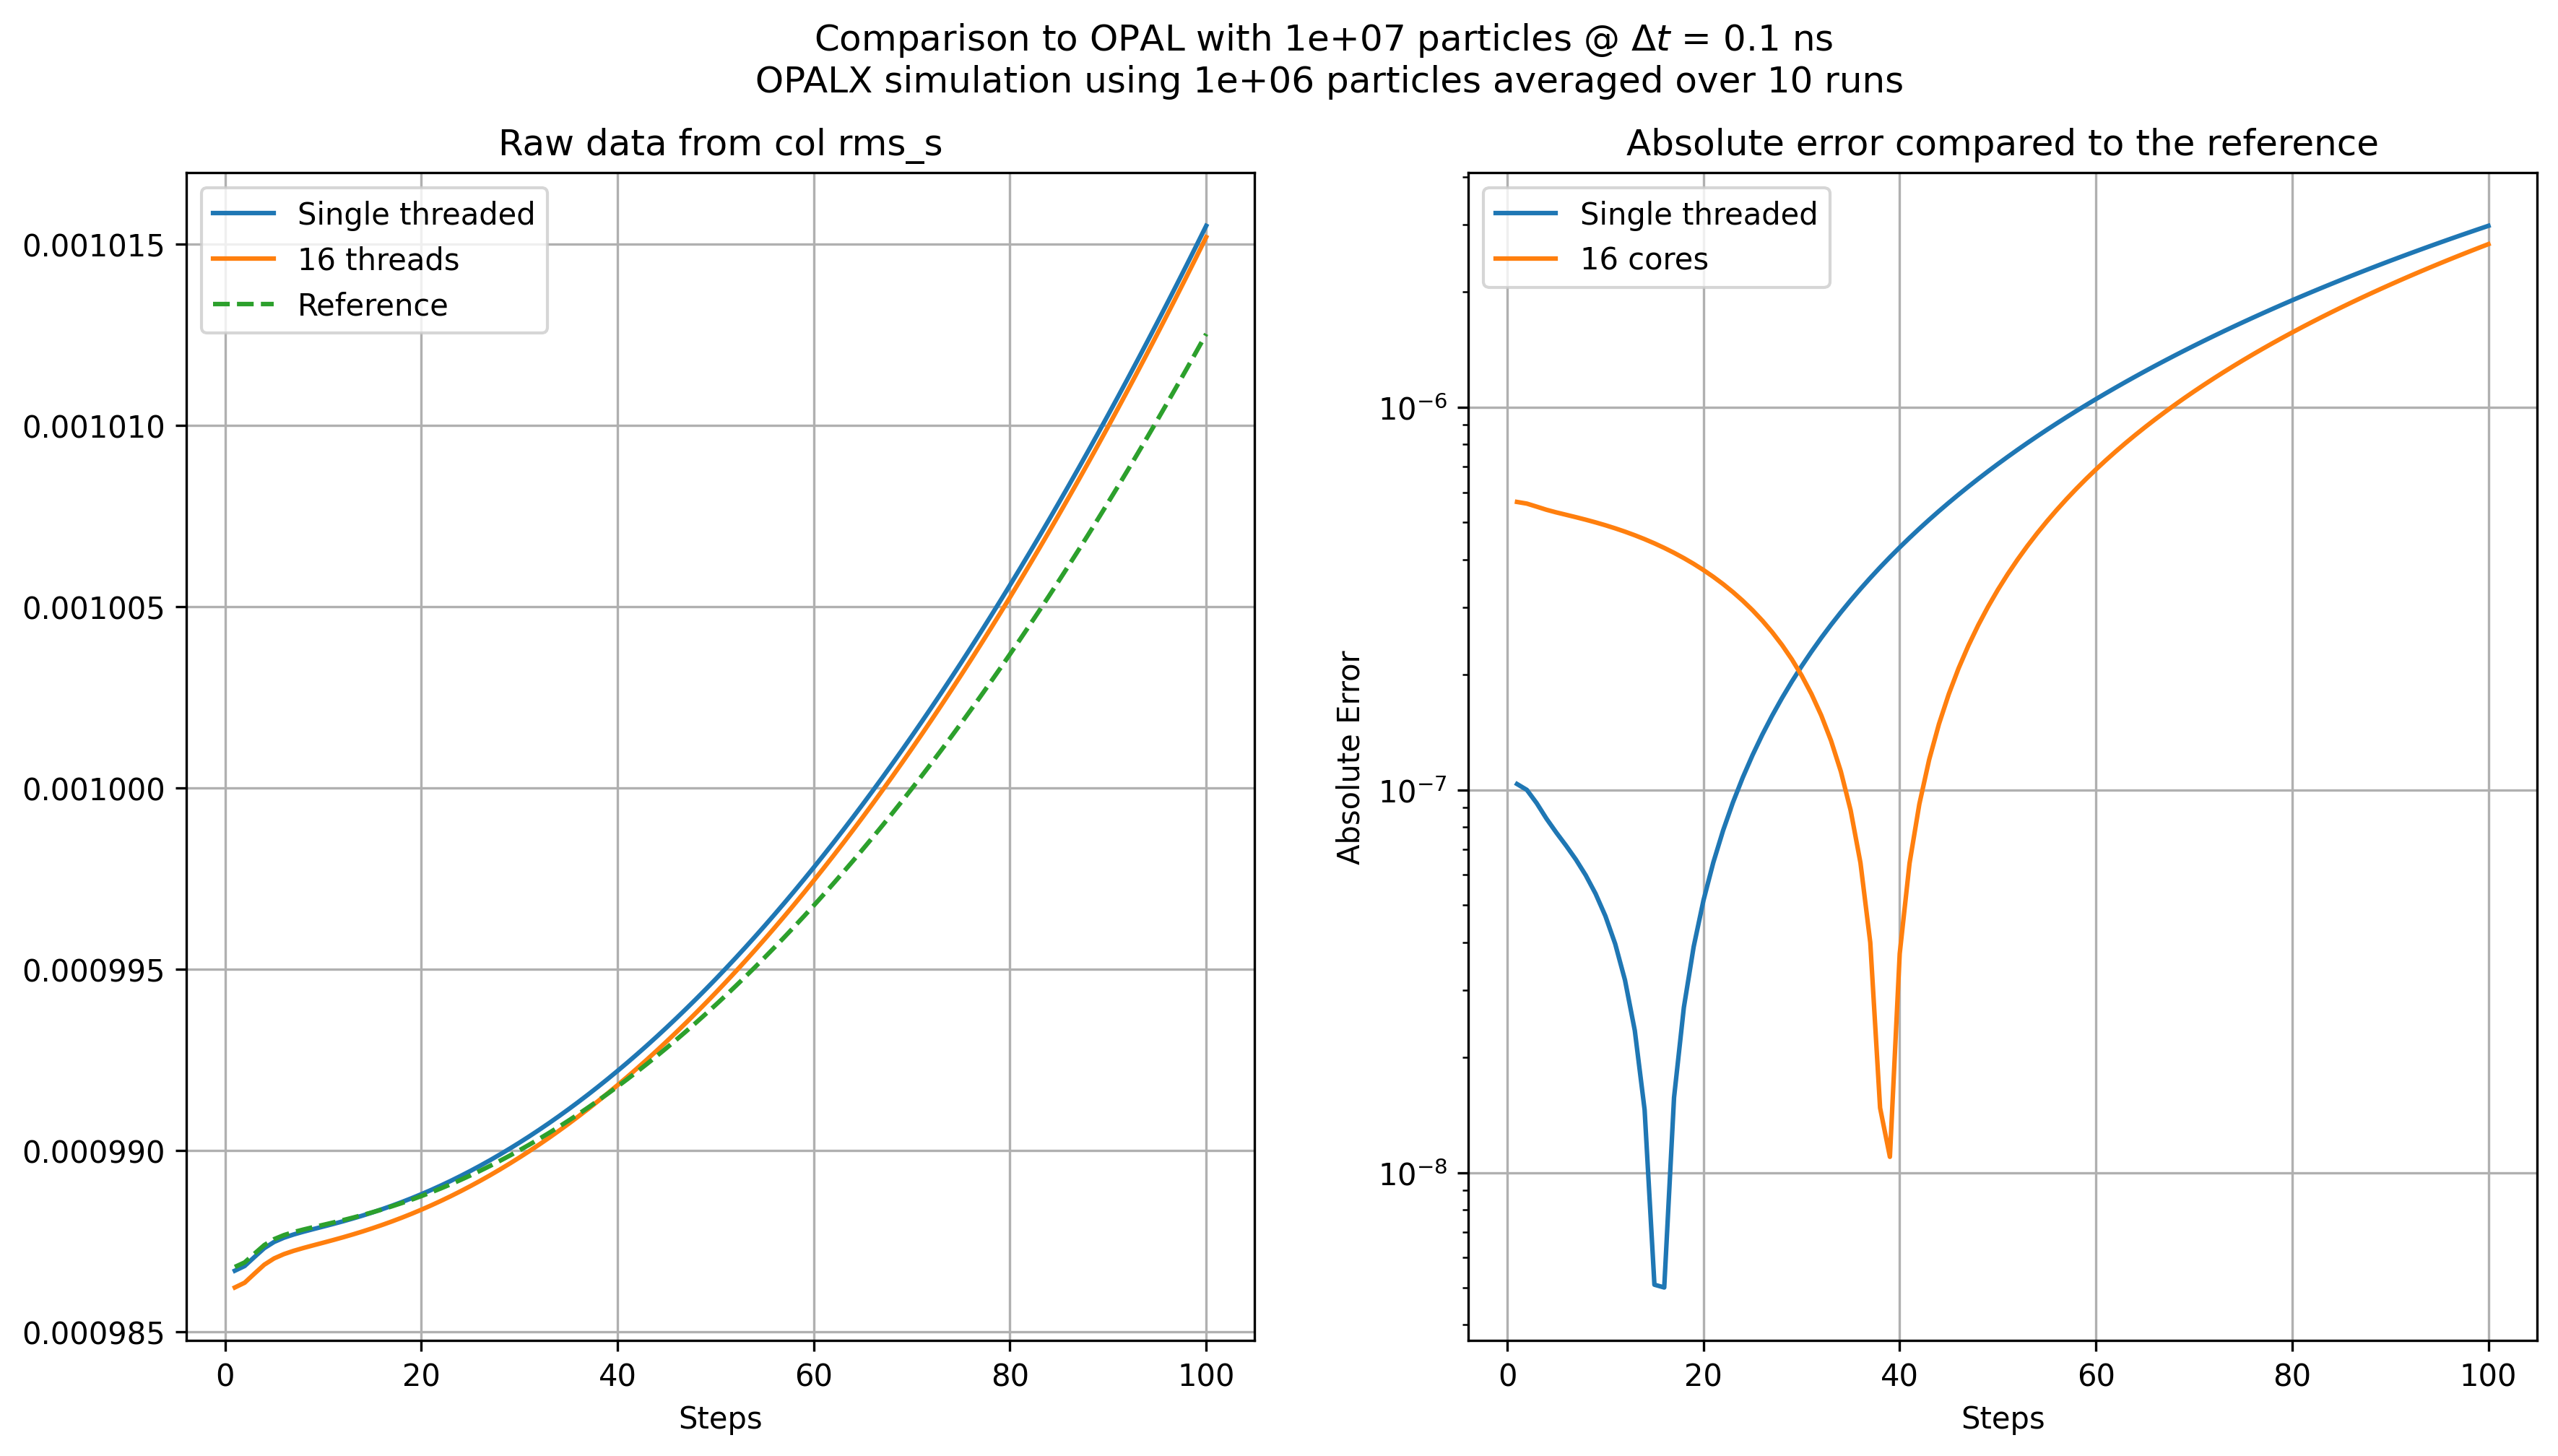 Comparison to OPAL with 1e+07 particles @ Δt = 0.1 ns
OPALX simulation using 1e+06 particles averaged over 10 runs
Raw data from col rms_s
Single threaded
16 threads
Reference
0.001015
0.001010
0.001005
0.001000
0.000995
0.000990
0.000985
0 20 40 60 80 100
Steps
Absolute error compared to the reference
Single threaded
16 cores
Absolute Error
10⁻⁶
10⁻⁷
10⁻⁸
0 20 40 60 80 100
Steps